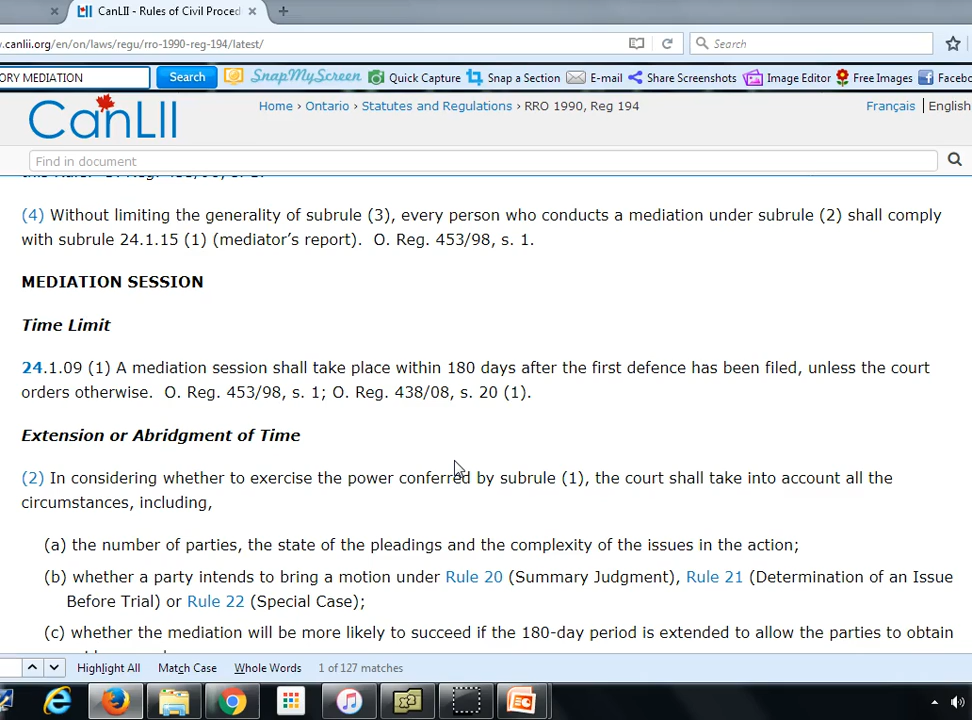 CanLII - Rules of Civil Proced
.canlii.org/en/on/laws/regu/rro-1990-reg-194/latest/
Search
ORY MEDIATION
Search
SnapMyScreen
Quick Capture
Snap a Section
E-mail
Share Screenshots
Image Editor
Free Images
Facebo
CanLII
Home › Ontario › Statutes and Regulations › RRO 1990, Reg 194
Français | English
Find in document
(4) Without limiting the generality of subrule (3), every person who conducts a mediation under subrule (2) shall comply
with subrule 24.1.15 (1) (mediator's report). O. Reg. 453/98, s. 1.
MEDIATION SESSION
Time Limit
24.1.09 (1) A mediation session shall take place within 180 days after the first defence has been filed, unless the court
orders otherwise. O. Reg. 453/98, s. 1; O. Reg. 438/08, s. 20 (1).
Extension or Abridgment of Time
(2) In considering whether to exercise the power conferred by subrule (1), the court shall take into account all the
circumstances, including,
(a) the number of parties, the state of the pleadings and the complexity of the issues in the action;
(b) whether a party intends to bring a motion under Rule 20 (Summary Judgment), Rule 21 (Determination of an Issue
Before Trial) or Rule 22 (Special Case);
(c) whether the mediation will be more likely to succeed if the 180-day period is extended to allow the parties to obtain
Highlight All
Match Case
Whole Words
1 of 127 matches